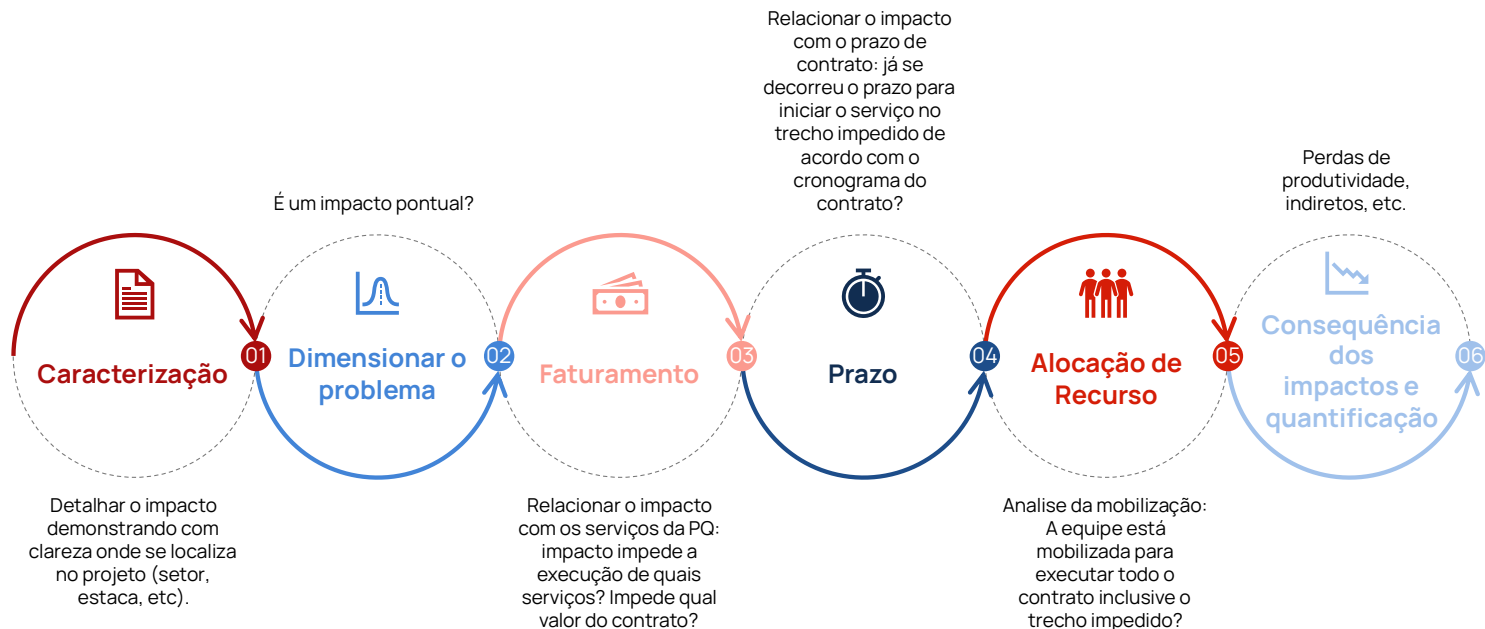 Caracterização
01
Detalhar o impacto
demonstrando com
clareza onde se localiza
no projeto (setor,
estaca, etc).
É um impacto pontual?
Dimensionar o
problema
02
Faturamento
03
Relacionar o impacto
com os serviços da PQ:
impacto impede a
execução de quais
serviços? Impede qual
valor do contrato?
Relacionar o impacto
com o prazo de
contrato: já se
decorreu o prazo para
iniciar o serviço no
trecho impedido de
acordo com o
cronograma do
contrato?
Prazo
04
Alocação de
Recurso
05
Analise da mobilização:
A equipe está
mobilizada para
executar todo o
contrato inclusive o
trecho impedido?
Perdas de
produtividade,
indiretos, etc.
Consequência
dos
impactos e
quantificação
06